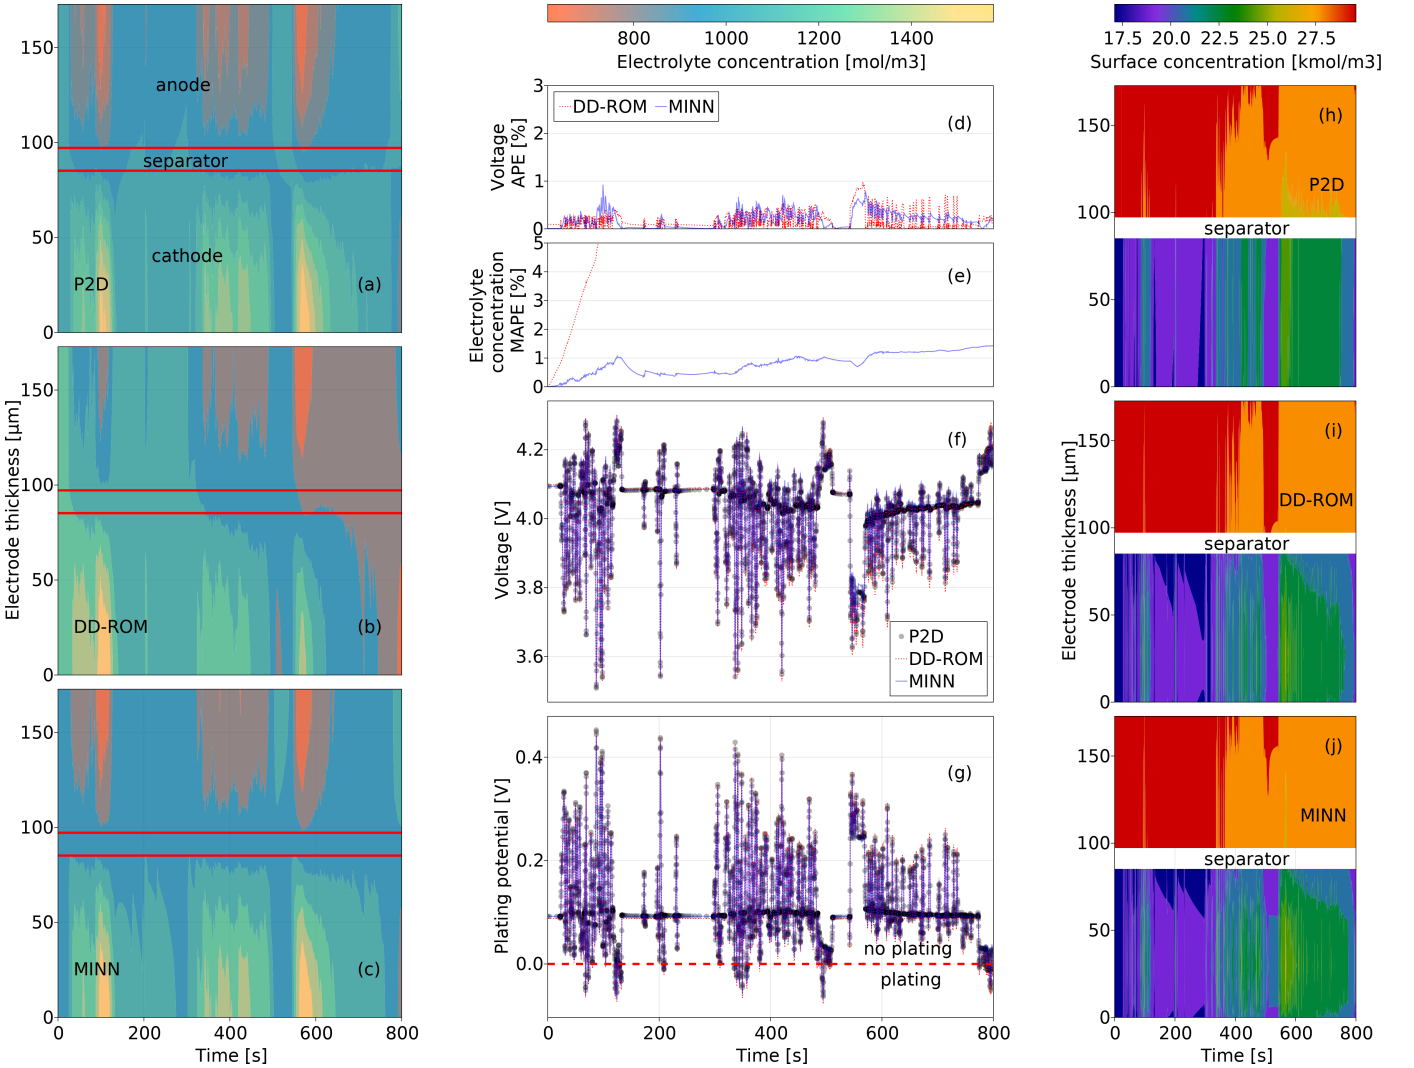 150
100
50
0
anode
separator
cathode
P2D
(a)
150
100
50
0
DD-ROM
(b)
Electrode thickness [µm]
150
100
50
0
MINN
(c)
0
200
400
600
800
Time [s]
800
1000
1200
1400
Electrolyte concentration [mol/m3]
3
2
1
0
Voltage
APE [%]
DD-ROM
MINN
(d)
5
4
3
2
1
0
Electrolyte
concentration
MAPE [%]
(e)
4.2
4.0
3.8
3.6
Voltage [V]
(f)
P2D
DD-ROM
MINN
0.4
0.2
0.0
Plating potential [V]
(g)
no plating
plating
0
200
400
600
800
Time [s]
17.5
20.0
22.5
25.0
27.5
Surface concentration [kmol/m3]
150
100
50
0
(h)
P2D
separator
150
100
50
0
(i)
DD-ROM
separator
Electrode thickness [µm]
150
100
50
0
(j)
MINN
separator
0
200
400
600
800
Time [s]